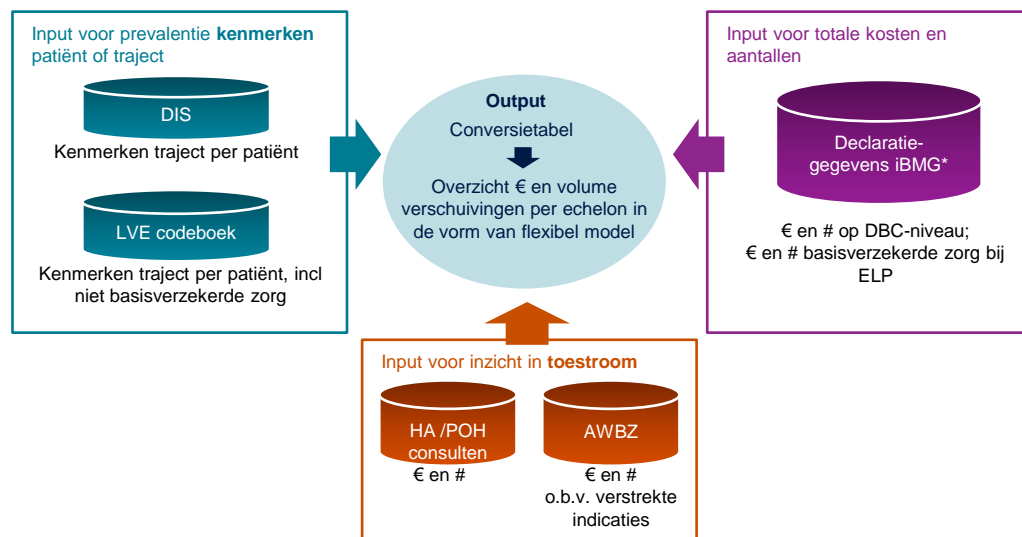 Input voor prevalentie kenmerken
patiënt of traject
DIS
Kenmerken traject per patiënt
LVE codeboek
Kenmerken traject per patiënt, incl
niet basisverzekerde zorg
Output
Conversietabel
Overzicht € en volume
verschuivingen per echelon in
de vorm van flexibel model
Input voor totale kosten en
aantallen
Declaratie-
gegevens iBMG*
€ en # op DBC-niveau;
€ en # basisverzekerde zorg bij
ELP
Input voor inzicht in toestroom
HA /POH
consulten
€ en #
AWBZ
€ en #
o.b.v. verstrekte
indicaties